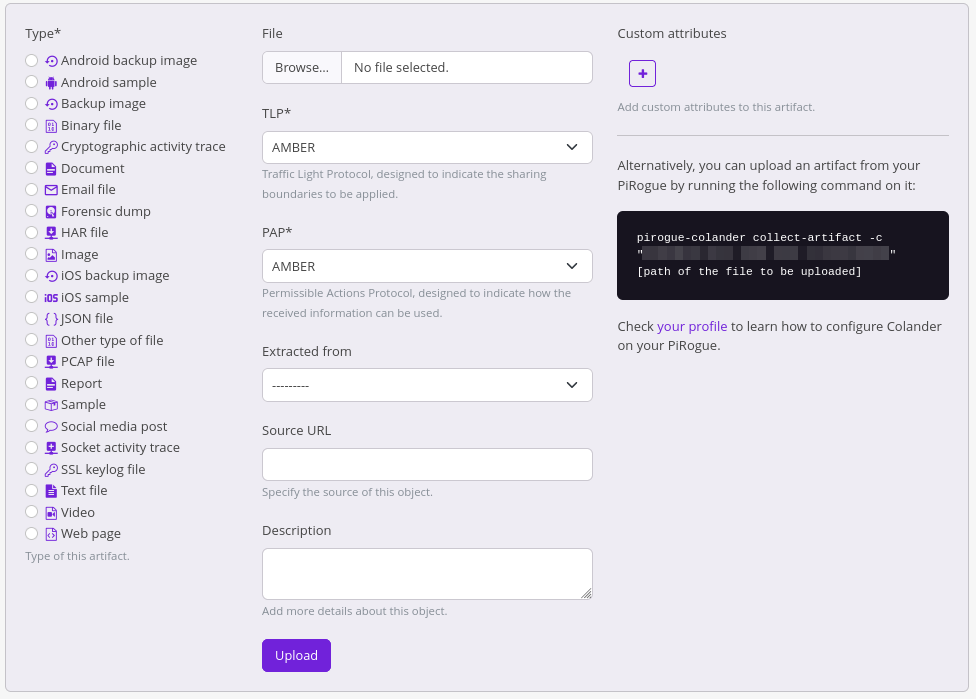 Type*
Android backup image
Android sample
Backup image
Binary file
Cryptographic activity trace
Document
Email file
Forensic dump
HAR file
Image
iOS backup image
iOS sample
JSON file
Other type of file
PCAP file
Report
Sample
Social media post
Socket activity trace
SSL keylog file
Text file
Video
Web page
Type of this artifact.
File
Browse... No file selected.
TLP*
AMBER
Traffic Light Protocol, designed to indicate the sharing
boundaries to be applied.
PAP*
AMBER
Permissible Actions Protocol, designed to indicate how the
received information can be used.
Extracted from
---------
Source URL
Specify the source of this object.
Description
Add more details about this object.
Upload
Custom attributes
+
Add custom attributes to this artifact.
Alternatively, you can upload an artifact from your
PiRogue by running the following command on it:
pirogue-colander collect-artifact -c
" "
[path of the file to be uploaded]
Check your profile to learn how to configure Colander
on your PiRogue.